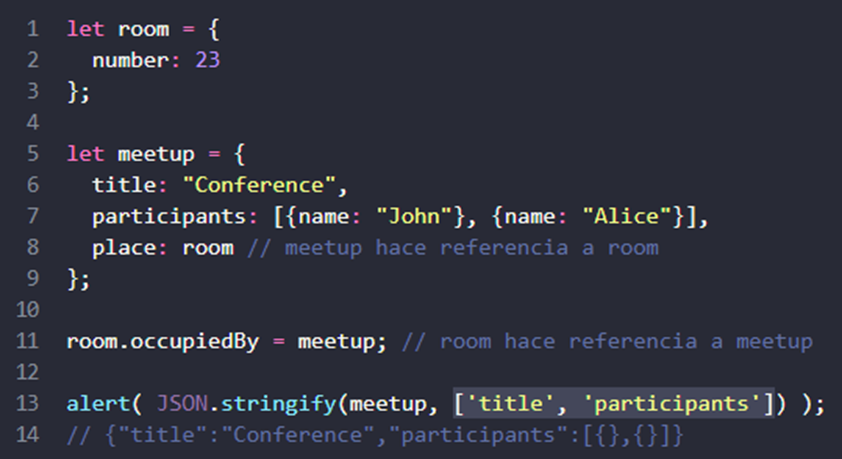 1 let room = {
2   number: 23
3 };
4
5 let meetup = {
6   title: "Conference",
7   participants: [{name: "John"}, {name: "Alice"}],
8   place: room // meetup hace referencia a room
9 };
10
11 room.occupiedBy = meetup; // room hace referencia a meetup
12
13 alert( JSON.stringify(meetup, ['title', 'participants']) );
14 // {"title":"Conference","participants":[{},{}]}